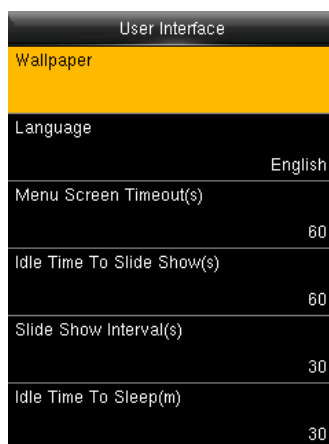 User Interface
Wallpaper
Language
English
Menu Screen Timeout(s)
60
Idle Time To Slide Show(s)
60
Slide Show Interval(s)
30
Idle Time To Sleep(m)
30